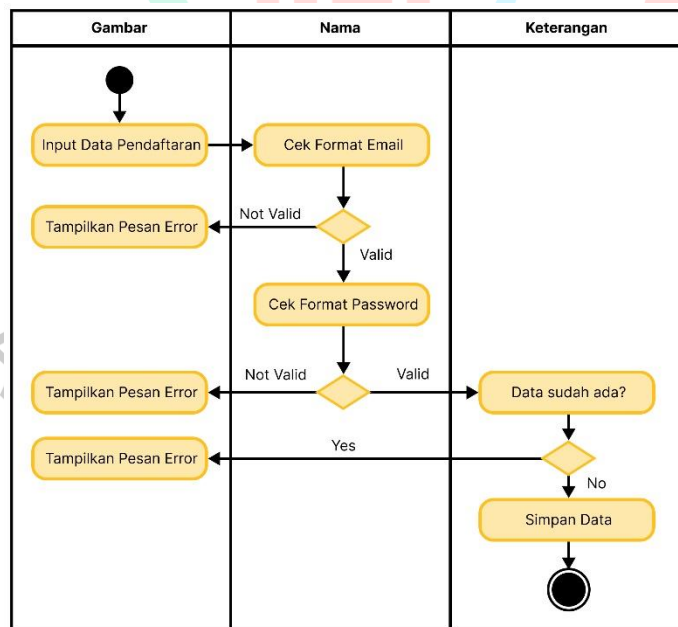 Gambar
Nama
Keterangan
Input Data Pendaftaran
Cek Format Email
Tampilkan Pesan Error
Not Valid
Valid
Cek Format Password
Tampilkan Pesan Error
Not Valid
Valid
Data sudah ada?
Tampilkan Pesan Error
Yes
No
Simpan Data